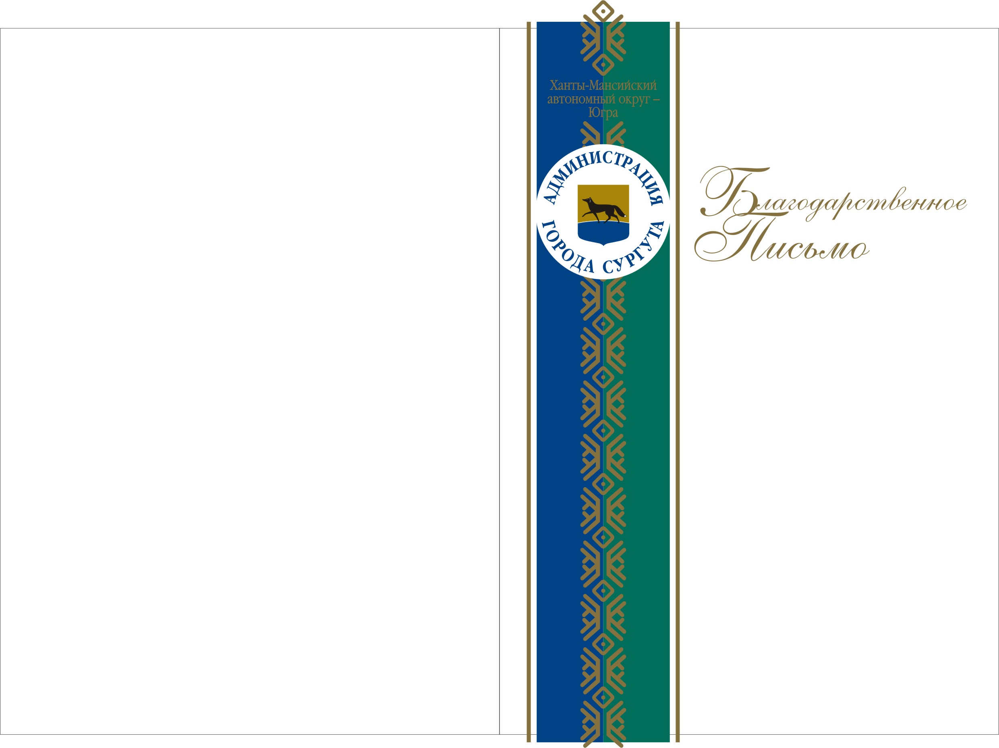 Ханты-Мансийский
автономный округ –
Югра
АДМИНИСТРАЦИЯ
ГОРОДА СУРГУТА
Благодарственное
Письмо